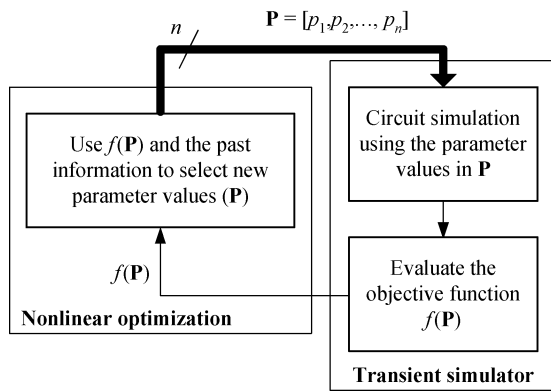 n
P = [p1,p2,..., pn]
Use f(P) and the past
information to select new
parameter values (P)
Circuit simulation
using the parameter
values in P
f(P)
Evaluate the
objective function
f(P)
Nonlinear optimization
Transient simulator